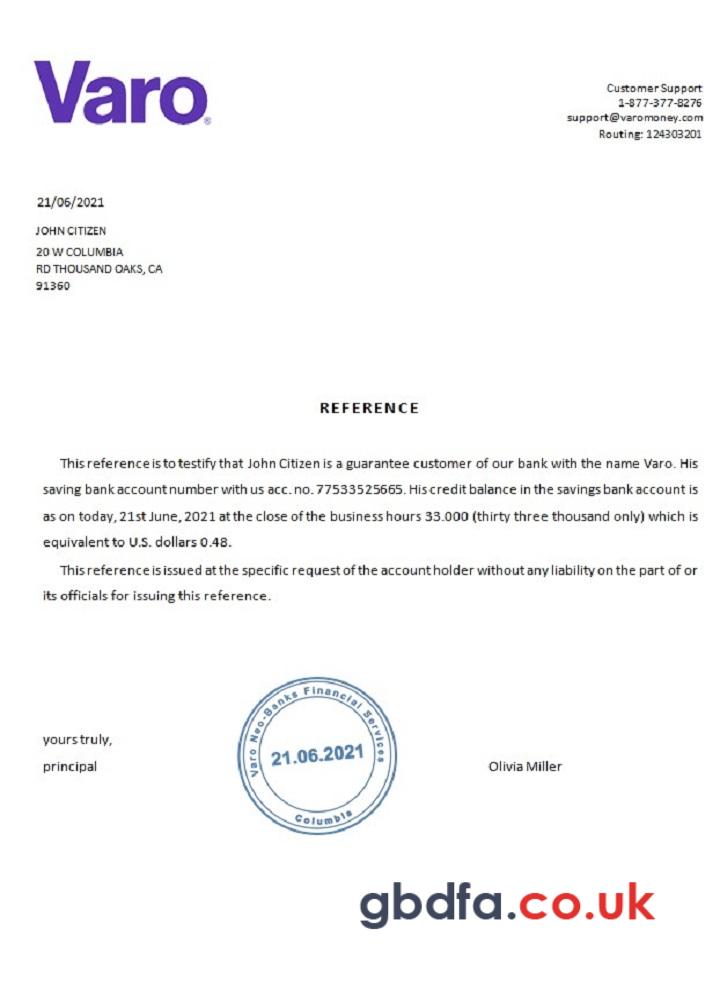 Varo®
Customer Support
1-877-377-8276
support@varomoney.com
Routing: 124303201
21/06/2021
JOHN CITIZEN
20 W COLUMBIA
RD THOUSAND OAKS, CA
91360
REFERENCE
This reference is to testify that John Citizen is a guarantee customer of our bank with the name Varo. His
saving bank account number with us acc. no. 77533525665. His credit balance in the savings bank account is
as on today, 21st June, 2021 at the close of the business hours 33.000 (thirty three thousand only) which is
equivalent to U.S. dollars 0.48.
This reference is issued at the specific request of the account holder without any liability on the part of or
its officials for issuing this reference.
yours truly,
principal
Varo Neo-Banks Financial Services
21.06.2021
Columbia
Olivia Miller
gbdfa.co.uk